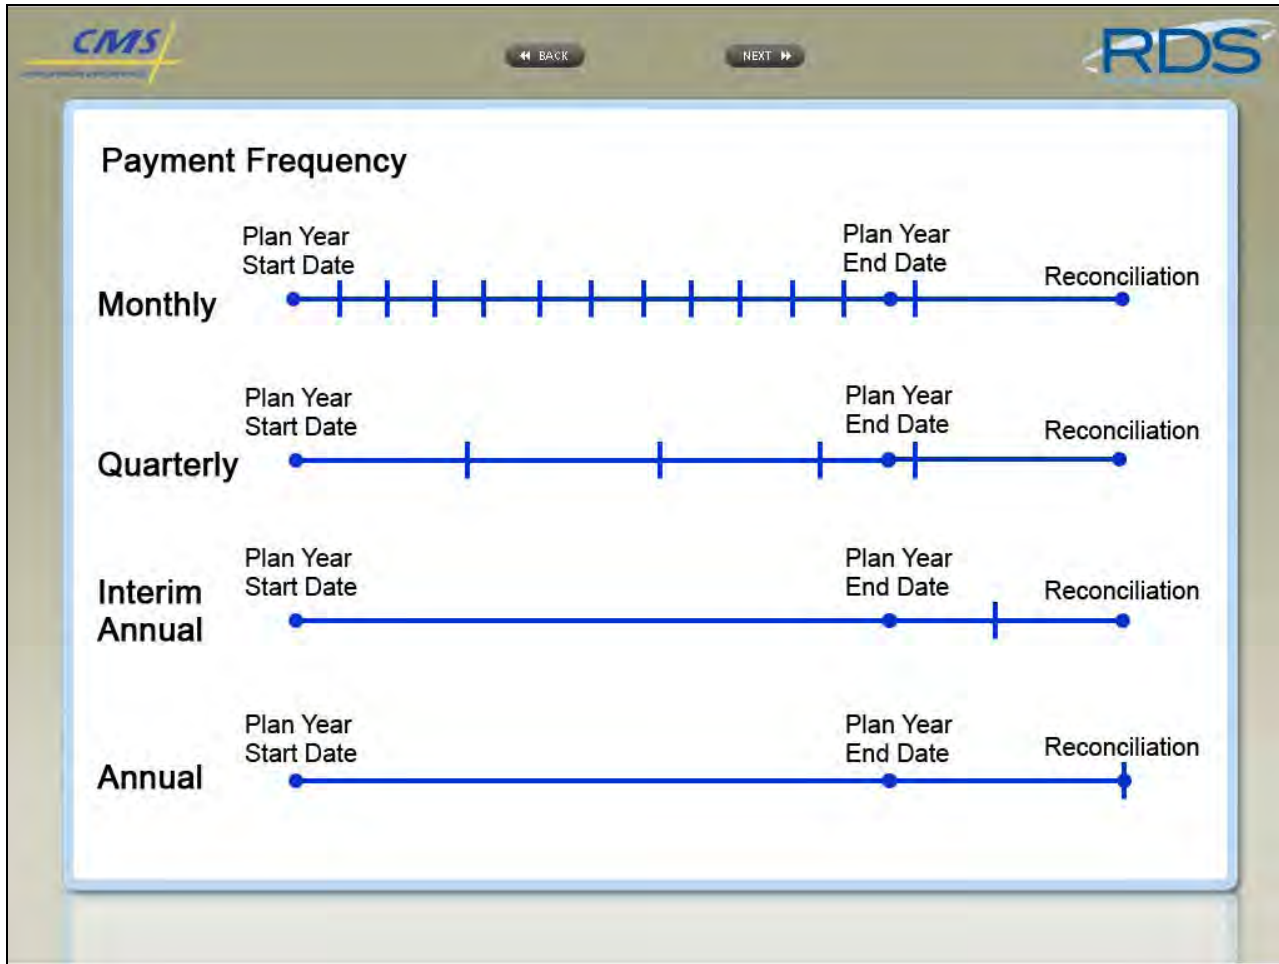 CMS
BACK
NEXT
RDS
Payment Frequency
Plan Year
Start Date
Plan Year
End Date
Reconciliation
Monthly
Plan Year
Start Date
Plan Year
End Date
Reconciliation
Quarterly
Plan Year
Start Date
Plan Year
End Date
Reconciliation
Interim
Annual
Plan Year
Start Date
Plan Year
End Date
Reconciliation
Annual